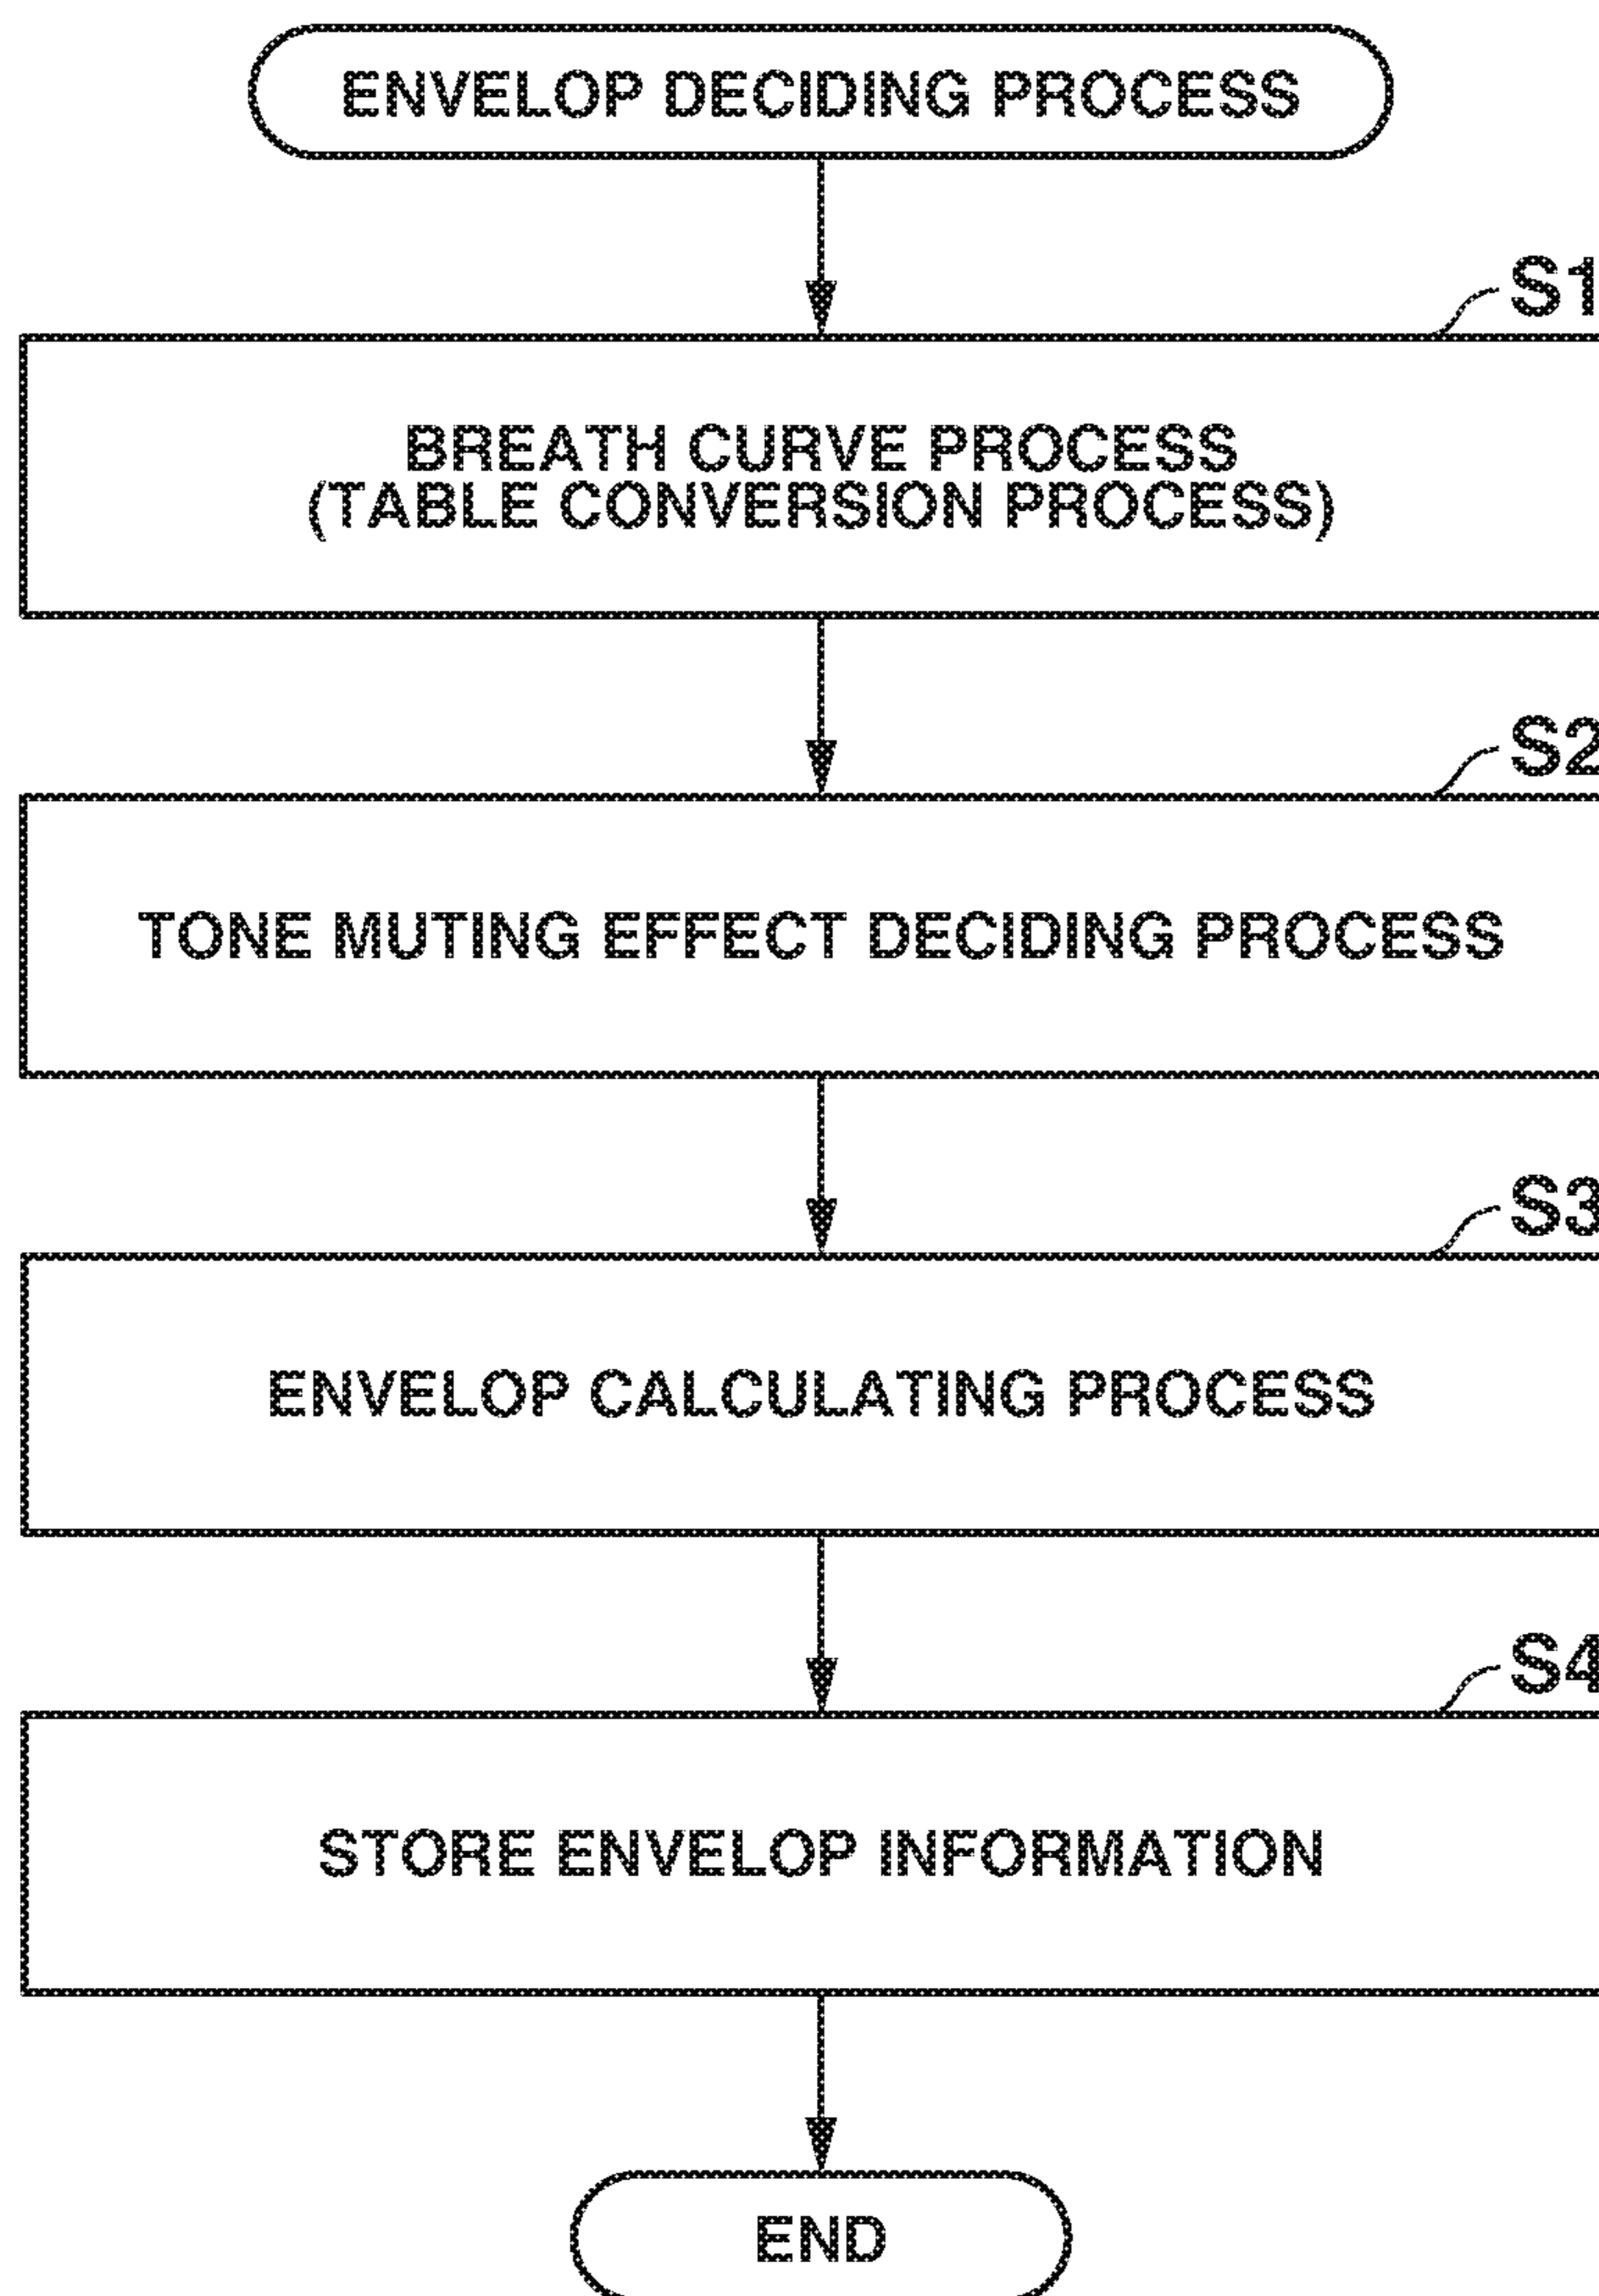 ENVELOP DECIDING PROCESS
S1
BREATH CURVE PROCESS
(TABLE CONVERSION PROCESS)
S2
TONE MUTING EFFECT DECIDING PROCESS
S3
ENVELOP CALCULATING PROCESS
S4
STORE ENVELOP INFORMATION
END